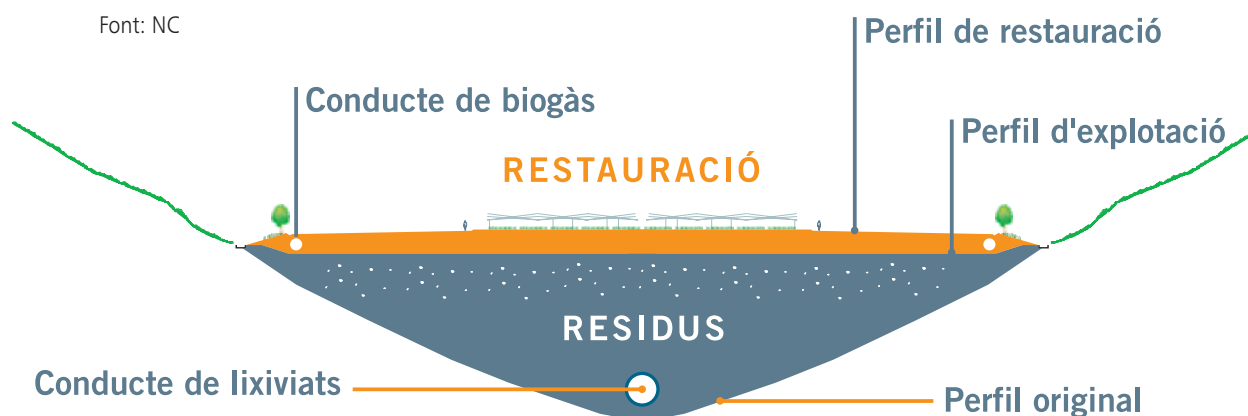 Font: NC
Perfil de restauració
Conducte de biogàs
Perfil d'explotació
RESTAURACIÓ
RESIDUS
Conducte de lixiviats
Perfil original